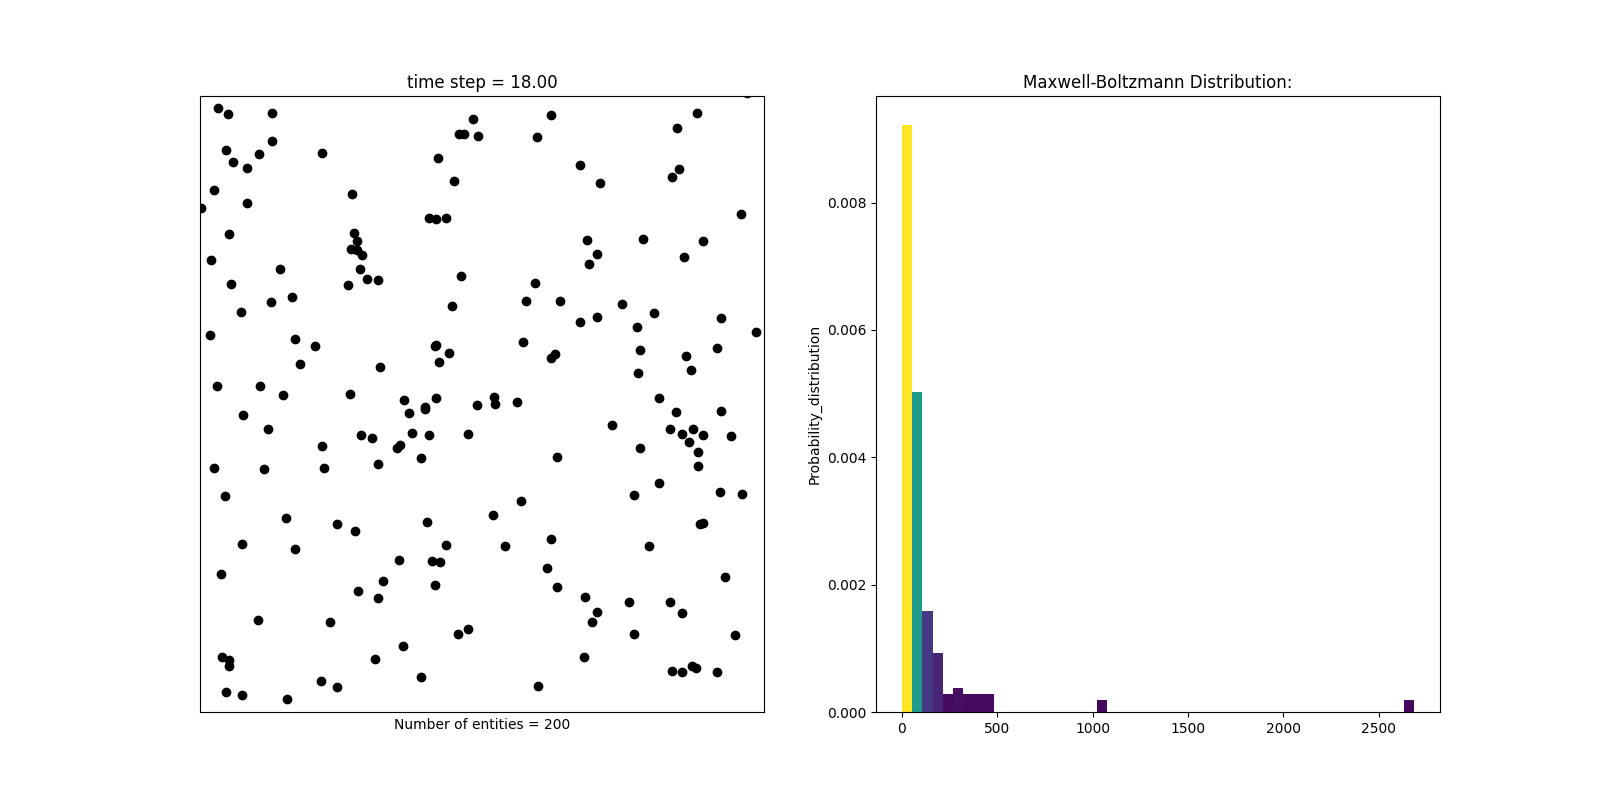 time step = 18.00
Number of entities = 200
Maxwell-Boltzmann Distribution:
Probability_distribution
0.008
0.006
0.004
0.002
0.000
0 500 1000 1500 2000 2500